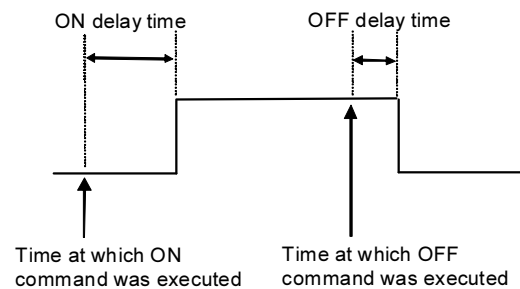 ON delay time
OFF delay time
Time at which ON
command was executed
Time at which OFF
command was executed